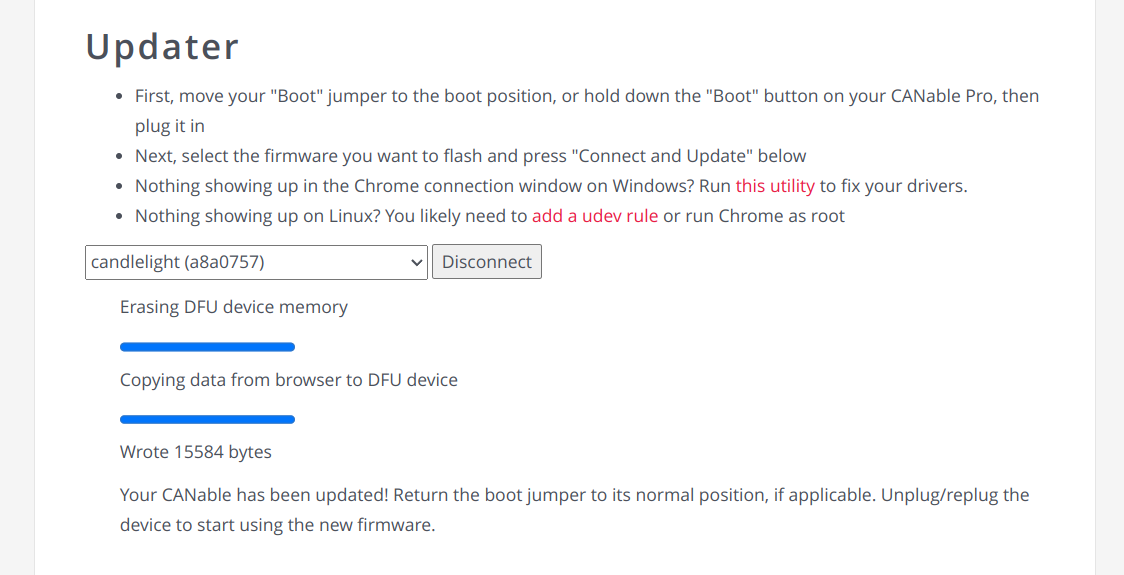 Updater
First, move your "Boot" jumper to the boot position, or hold down the "Boot" button on your CANable Pro, then
plug it in
Next, select the firmware you want to flash and press "Connect and Update" below
Nothing showing up in the Chrome connection window on Windows? Run this utility to fix your drivers.
Nothing showing up on Linux? You likely need to add a udev rule or run Chrome as root
candlelight (a8a0757) Disconnect
Erasing DFU device memory
Copying data from browser to DFU device
Wrote 15584 bytes
Your CANable has been updated! Return the boot jumper to its normal position, if applicable. Unplug/replug the
device to start using the new firmware.